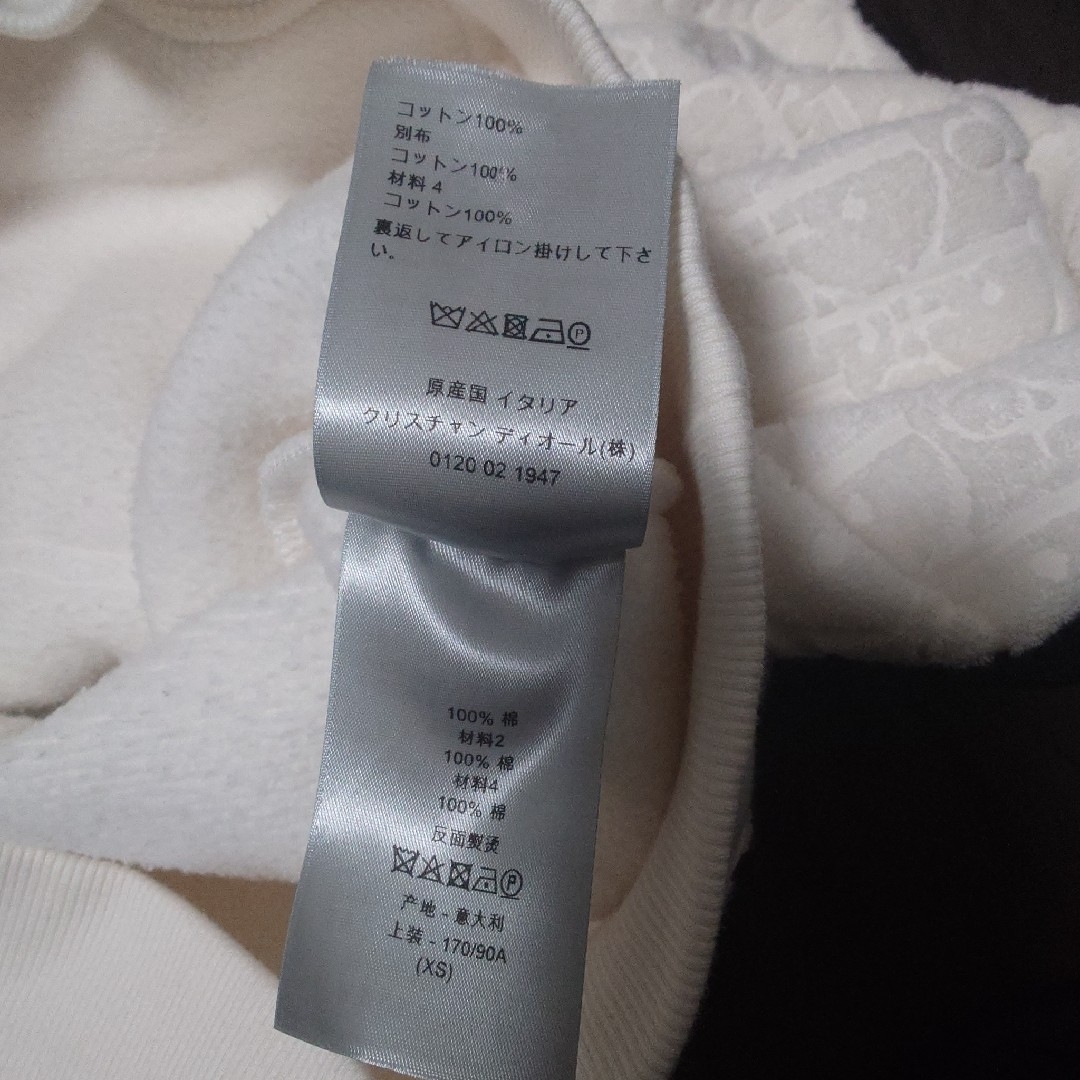 コットン100%
別布
コットン100%
材料 4
コットン100%
裏返してアイロン掛けして下さ
い。
P
原産国 イタリア
クリスチャン ディオール(株)
0120 02 1947
100% 棉
材料2
100% 棉
材料4
100% 棉
反面熨烫
P
产地 - 意大利
上装 - 170/90A
(XS)